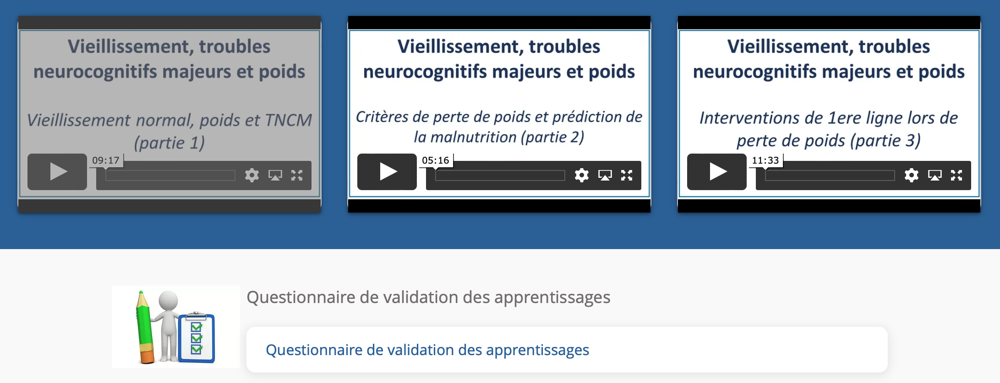 Vieillissement, troubles
neurocognitifs majeurs et poids
Vieillissement normal, poids et TNCM
(partie 1)
09:17
Vieillissement, troubles
neurocognitifs majeurs et poids
Critères de perte de poids et prédiction de
la malnutrition (partie 2)
05:16
Vieillissement, troubles
neurocognitifs majeurs et poids
Interventions de 1ere ligne lors de
perte de poids (partie 3)
11:33
Questionnaire de validation des apprentissages
Questionnaire de validation des apprentissages